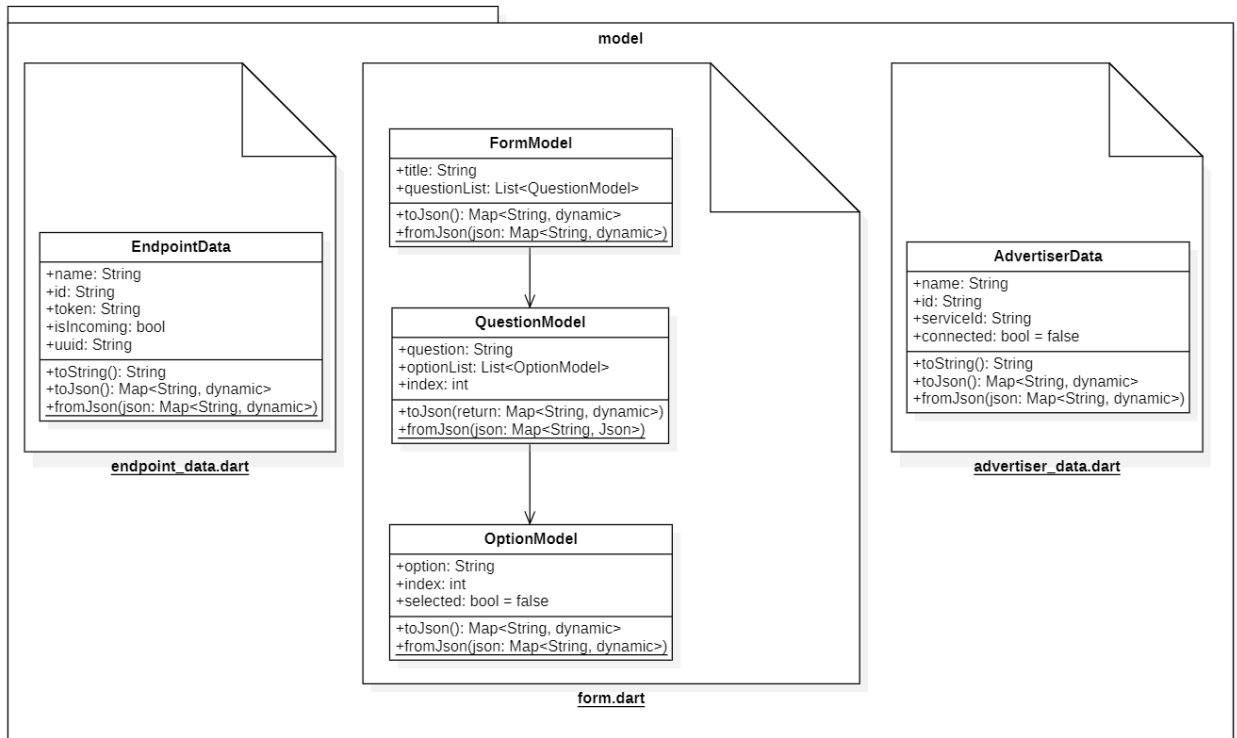 model
EndpointData
+name: String
+id: String
+token: String
+isIncoming: bool
+uuid: String
+toString(): String
+toJson(): Map<String, dynamic>
+fromJson(json: Map<String, dynamic>)
endpoint_data.dart
FormModel
+title: String
+questionList: List<QuestionModel>
+toJson(): Map<String, dynamic>
+fromJson(json: Map<String, dynamic>)
QuestionModel
+question: String
+optionList: List<OptionModel>
+index: int
+toJson(return: Map<String, dynamic>)
+fromJson(json: Map<String, Json>)
OptionModel
+option: String
+index: int
+selected: bool = false
+toJson(): Map<String, dynamic>
+fromJson(json: Map<String, dynamic>)
form.dart
AdvertiserData
+name: String
+id: String
+serviceId: String
+connected: bool = false
+toString(): String
+toJson(): Map<String, dynamic>
+fromJson(json: Map<String, dynamic>)
advertiser_data.dart